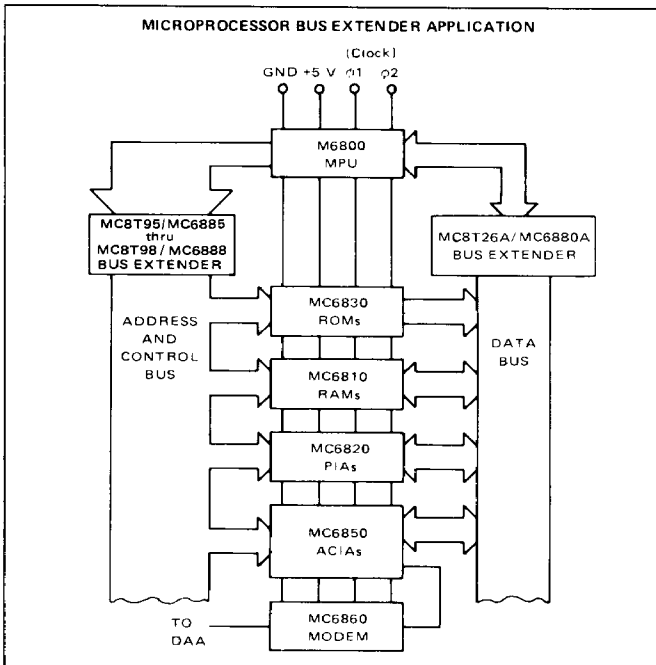 MICROPROCESSOR BUS EXTENDER APPLICATION
(Clock)
GND +5 V φ1 φ2
M6800
MPU
MC8T95/MC6885
thru
MC8T98/MC6888
BUS EXTENDER
MC8T26A/MC6880A
BUS EXTENDER
ADDRESS
AND
CONTROL
BUS
MC6830
ROMs
DATA
BUS
MC6810
RAMs
MC6820
PIAs
MC6850
ACIAs
TO
DAA
MC6860
MODEM